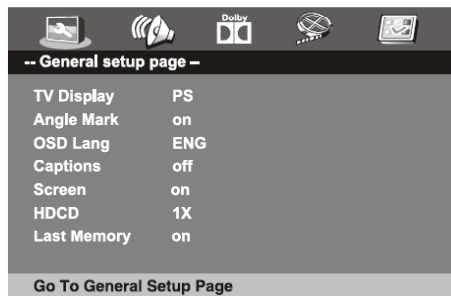 Dolby
-- General setup page --
TV Display PS
Angle Mark on
OSD Lang ENG
Captions off
Screen on
HDCD 1X
Last Memory on
Go To General Setup Page